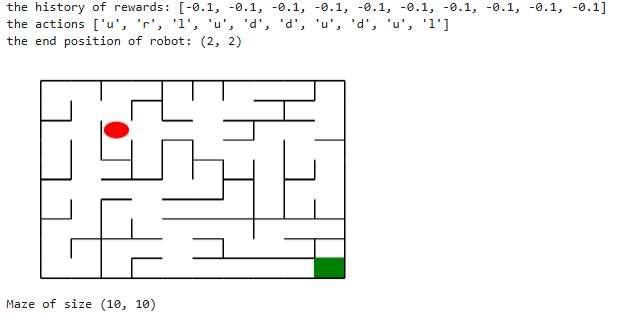 the history of rewards: [-0.1, -0.1, -0.1, -0.1, -0.1, -0.1, -0.1, -0.1, -0.1, -0.1]
the actions ['u', 'r', 'l', 'u', 'd', 'd', 'u', 'd', 'u', 'l']
the end position of robot: (2, 2)
Maze of size (10, 10)